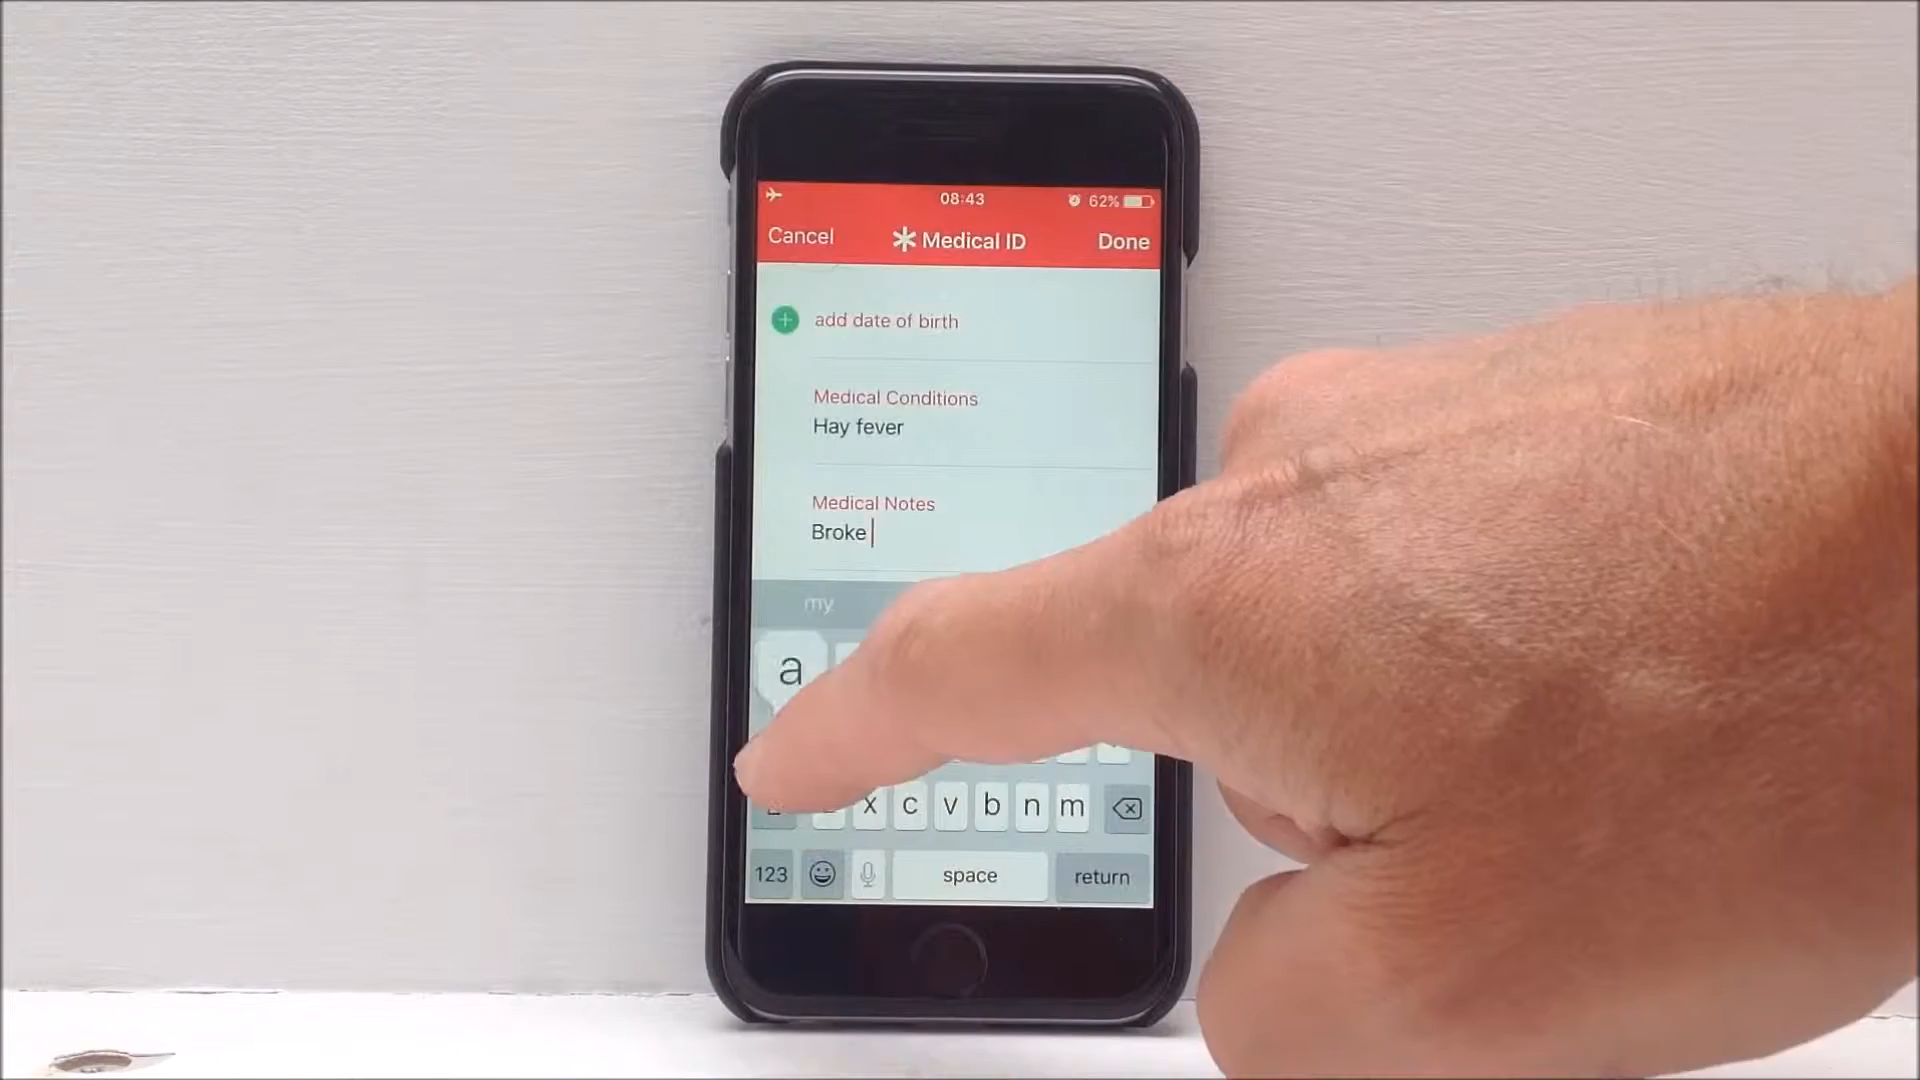 08:43
62%
Cancel
Medical ID
Done
add date of birth
Medical Conditions
Hay fever
Medical Notes
Broke
my
a
x c v b n m
123
space
return